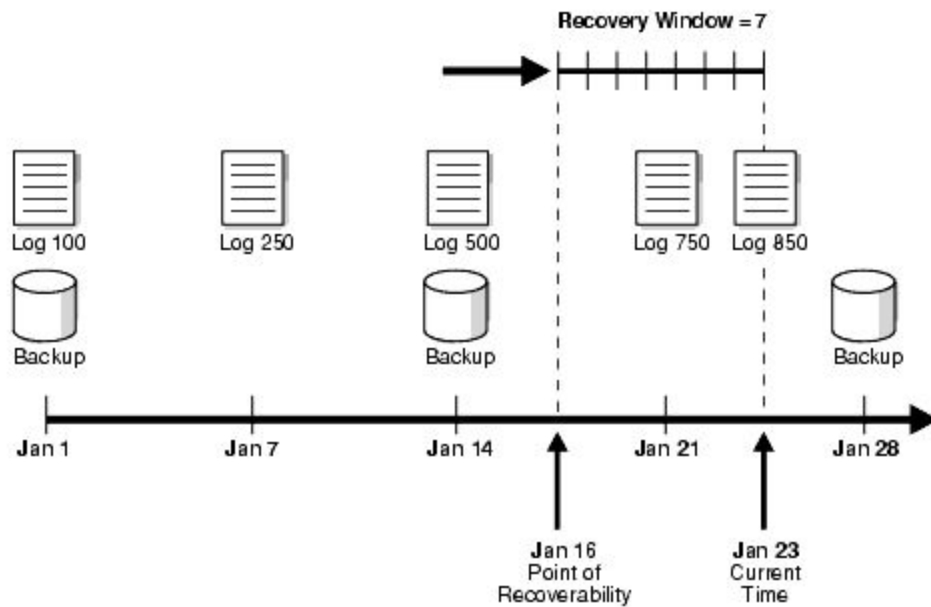 Recovery Window = 7
Log 100
Log 250
Log 500
Log 750
Log 850
Backup
Backup
Backup
Jan 1
Jan 7
Jan 14
Jan 21
Jan 28
Jan 16
Point of
Recoverability
Jan 23
Current
Time